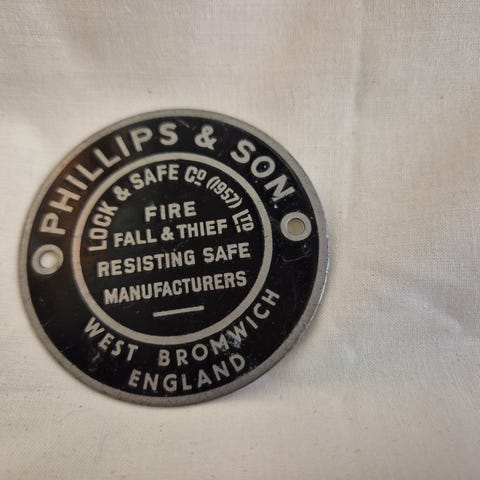 PHILLIPS & SON
LOCK & SAFE Co (1957) LTD.
FIRE
FALL & THIEF
RESISTING SAFE
MANUFACTURERS
WEST BROMWICH
ENGLAND